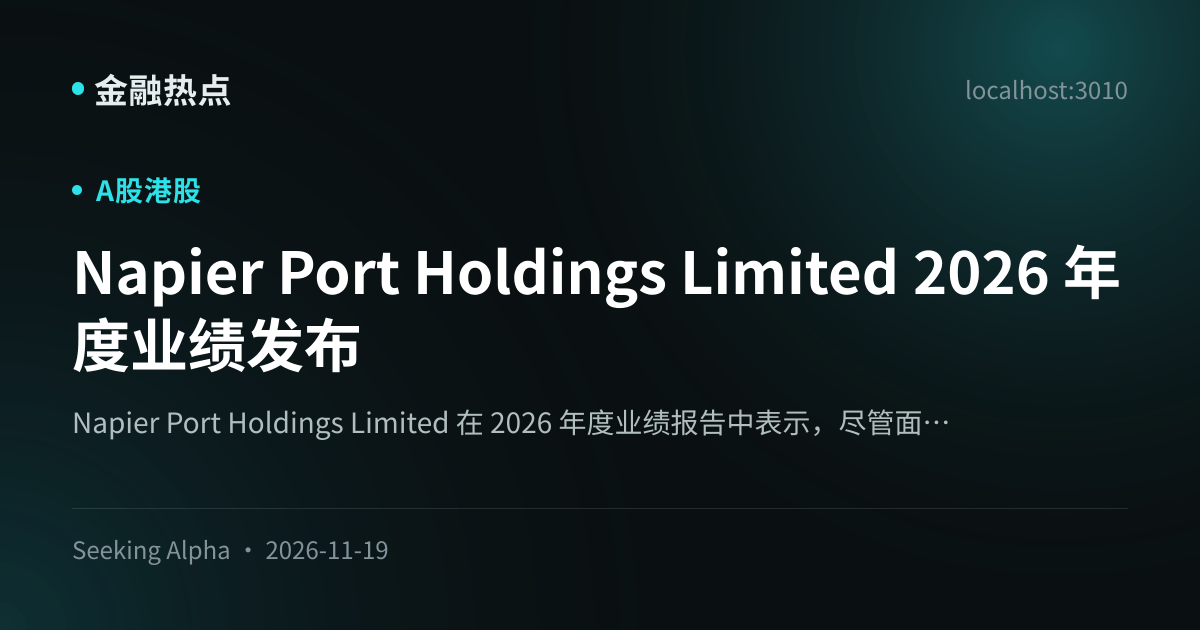 金融热点
localhost:3010
A股港股
Napier Port Holdings Limited 2026 年
度业绩发布
Napier Port Holdings Limited 在 2026 年度业绩报告中表示，尽管面…
Seeking Alpha · 2026-11-19